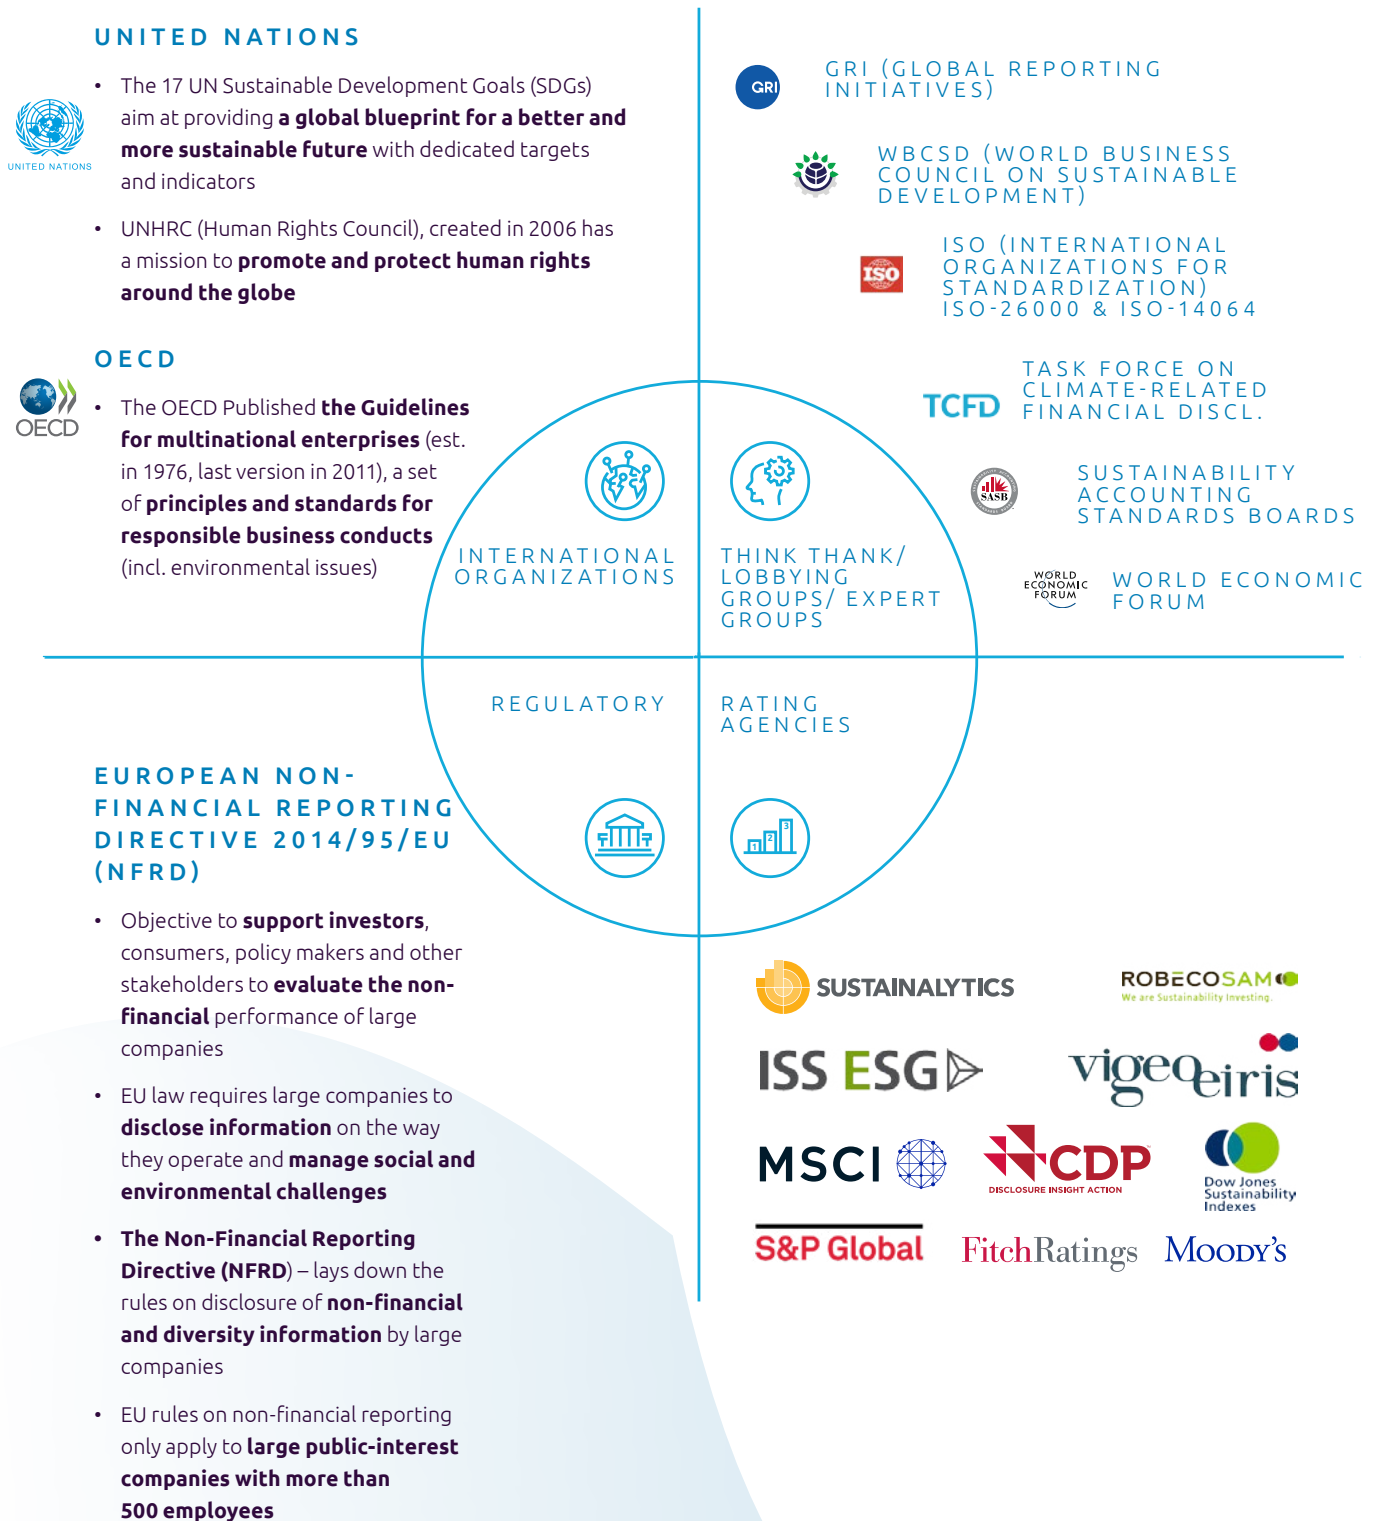 UNITED NATIONS
• The 17 UN Sustainable Development Goals (SDGs)
aim at providing a global blueprint for a better and
more sustainable future with dedicated targets
and indicators
• UNHRC (Human Rights Council), created in 2006 has
a mission to promote and protect human rights
around the globe
UNITED NATIONS
OECD
• The OECD Published the Guidelines
for multinational enterprises (est.
in 1976, last version in 2011), a set
of principles and standards for
responsible business conducts
(incl. environmental issues)
OECD
INTERNATIONAL
ORGANIZATIONS
GRI
GRI (GLOBAL REPORTING
INITIATIVES)
WBCSD (WORLD BUSINESS
COUNCIL ON SUSTAINABLE
DEVELOPMENT)
ISO
ISO (INTERNATIONAL
ORGANIZATIONS FOR
STANDARDIZATION)
ISO-26000 & ISO-14064
TCFD
TASK FORCE ON
CLIMATE-RELATED
FINANCIAL DISCL.
SASB
SUSTAINABILITY
ACCOUNTING
STANDARDS BOARDS
WORLD
ECONOMIC
FORUM
WORLD ECONOMIC
FORUM
THINK THANK/
LOBBYING
GROUPS/ EXPERT
GROUPS
REGULATORY
EUROPEAN NON-
FINANCIAL REPORTING
DIRECTIVE 2014/95/EU
(NFRD)
• Objective to support investors,
consumers, policy makers and other
stakeholders to evaluate the non-
financial performance of large
companies
• EU law requires large companies to
disclose information on the way
they operate and manage social and
environmental challenges
• The Non-Financial Reporting
Directive (NFRD) – lays down the
rules on disclosure of non-financial
and diversity information by large
companies
• EU rules on non-financial reporting
only apply to large public-interest
companies with more than
500 employees
RATING
AGENCIES
1 2 3
SUSTAINALYTICS
ROBECOSAM
We are Sustainability Investing.
ISS ESG
vigeoeiris
MSCI
CDP
DISCLOSURE INSIGHT ACTION
Dow Jones
Sustainability
Indexes
S&P Global
FitchRatings
MOODY'S